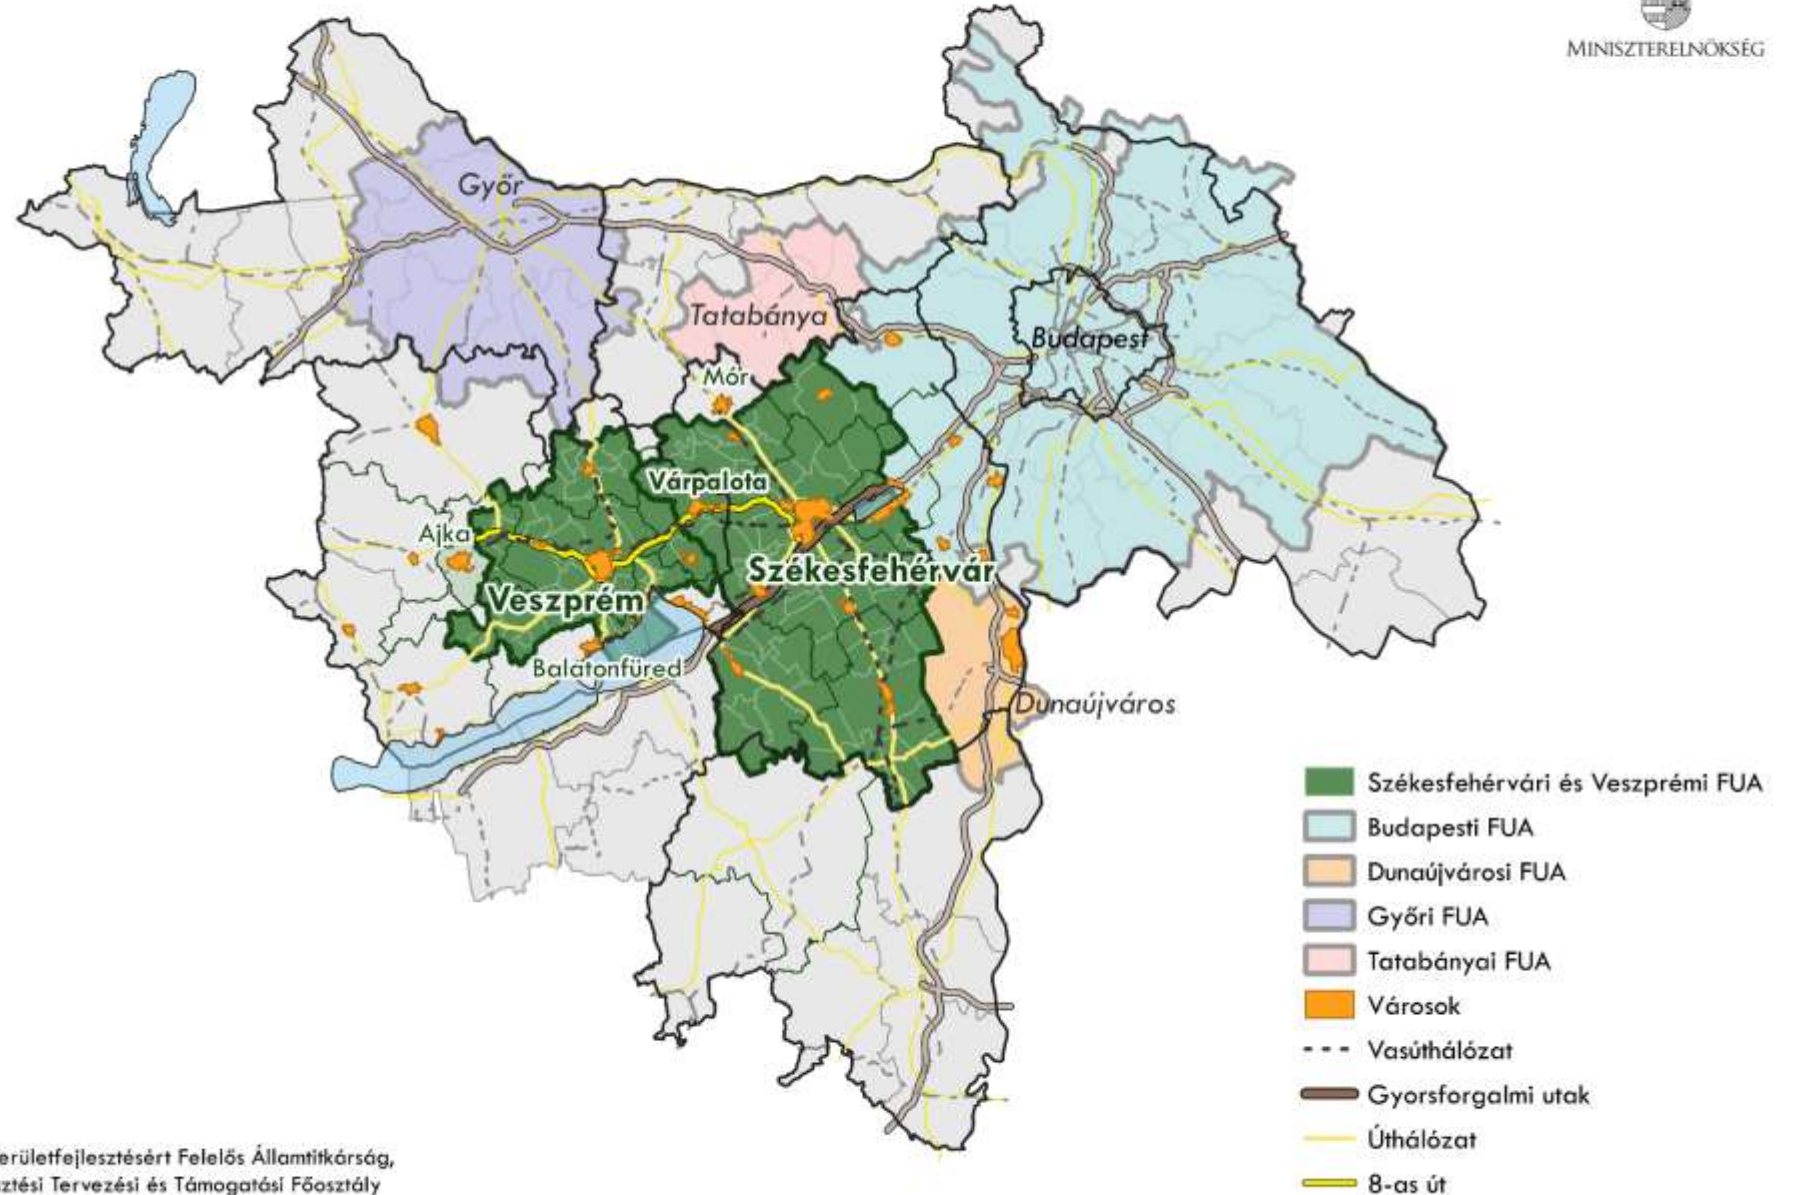 MINISZTERELNÖKSÉG
Győr
Tatabánya
Budapest
Mór
Várpalota
Ajka
Székesfehérvár
Veszprém
Balatonfüred
Dunaújváros
Székesfehérvári és Veszprémi FUA
Budapesti FUA
Dunaújvárosi FUA
Győri FUA
Tatabányai FUA
Városok
Vasúthálózat
Gyorsforgalmi utak
Úthálózat
8-as út
erületfejlesztésért Felelős Államtitkárság,
ztési Tervezési és Támogatási Főosztály